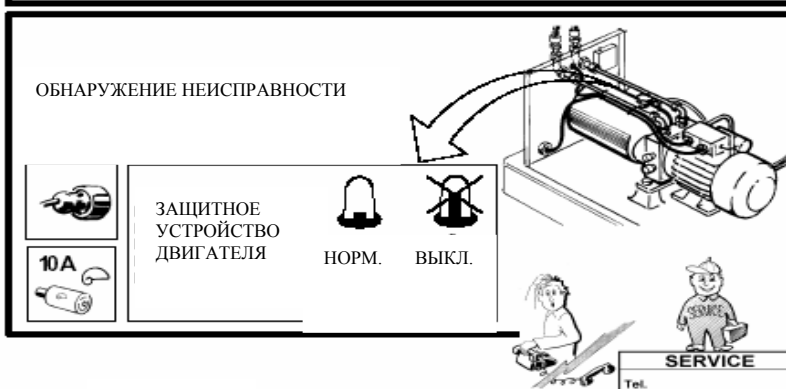 ОБНАРУЖЕНИЕ НЕИСПРАВНОСТИ
ЗАЩИТНОЕ
УСТРОЙСТВО
ДВИГАТЕЛЯ
НОРМ. ВЫКЛ.
10A
SERVICE
SERVICE
Tel.